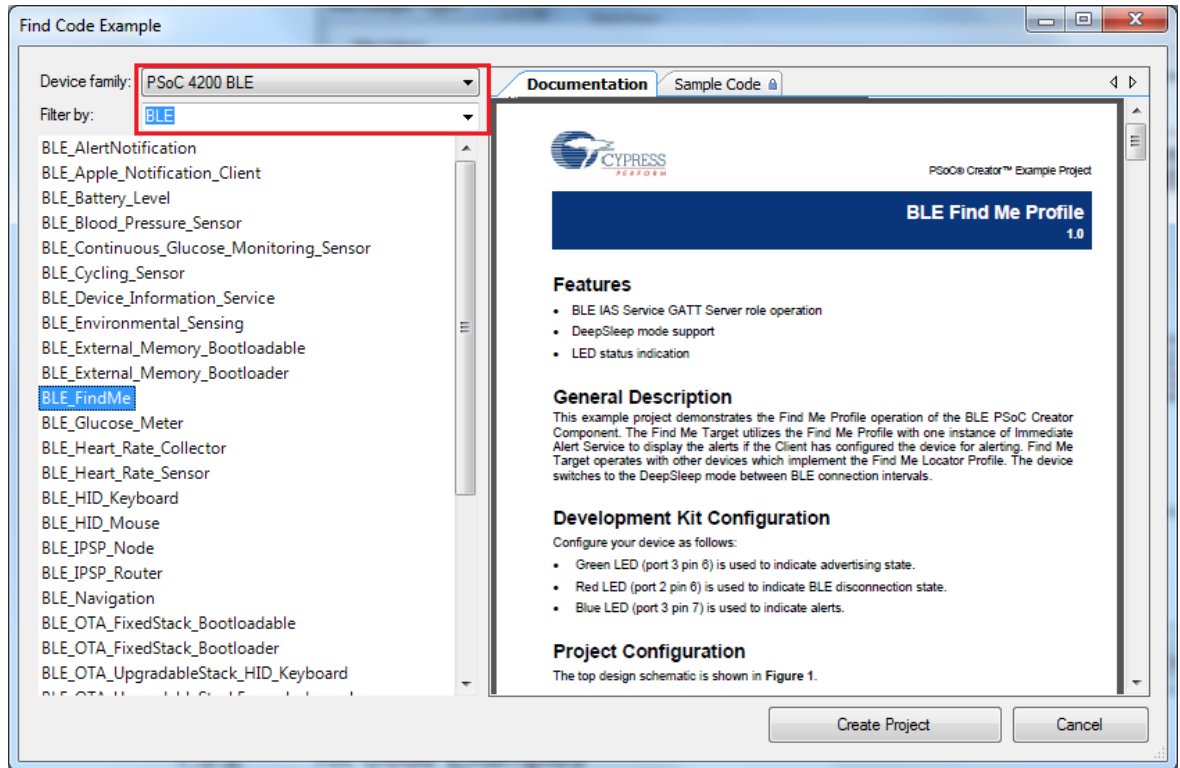 Find Code Example
Device family: PSoC 4200 BLE
Filter by: BLE
BLE_AlertNotification
BLE_Apple_Notification_Client
BLE_Battery_Level
BLE_Blood_Pressure_Sensor
BLE_Continuous_Glucose_Monitoring_Sensor
BLE_Cycling_Sensor
BLE_Device_Information_Service
BLE_Environmental_Sensing
BLE_External_Memory_Bootloadable
BLE_External_Memory_Bootloader
BLE_FindMe
BLE_Glucose_Meter
BLE_Heart_Rate_Collector
BLE_Heart_Rate_Sensor
BLE_HID_Keyboard
BLE_HID_Mouse
BLE_IPSP_Node
BLE_IPSP_Router
BLE_Navigation
BLE_OTA_FixedStack_Bootloadable
BLE_OTA_FixedStack_Bootloader
BLE_OTA_UpgradableStack_HID_Keyboard
Documentation Sample Code
CYPRESS
PERFORM
PSoC® Creator™ Example Project
BLE Find Me Profile
1.0
Features
• BLE IAS Service GATT Server role operation
• DeepSleep mode support
• LED status indication
General Description
This example project demonstrates the Find Me Profile operation of the BLE PSoC Creator
Component. The Find Me Target utilizes the Find Me Profile with one instance of Immediate
Alert Service to display the alerts if the Client has configured the device for alerting. Find Me
Target operates with other devices which implement the Find Me Locator Profile. The device
switches to the DeepSleep mode between BLE connection intervals.
Development Kit Configuration
Configure your device as follows:
• Green LED (port 3 pin 6) is used to indicate advertising state.
• Red LED (port 2 pin 6) is used to indicate BLE disconnection state.
• Blue LED (port 3 pin 7) is used to indicate alerts.
Project Configuration
The top design schematic is shown in Figure 1.
Create Project
Cancel